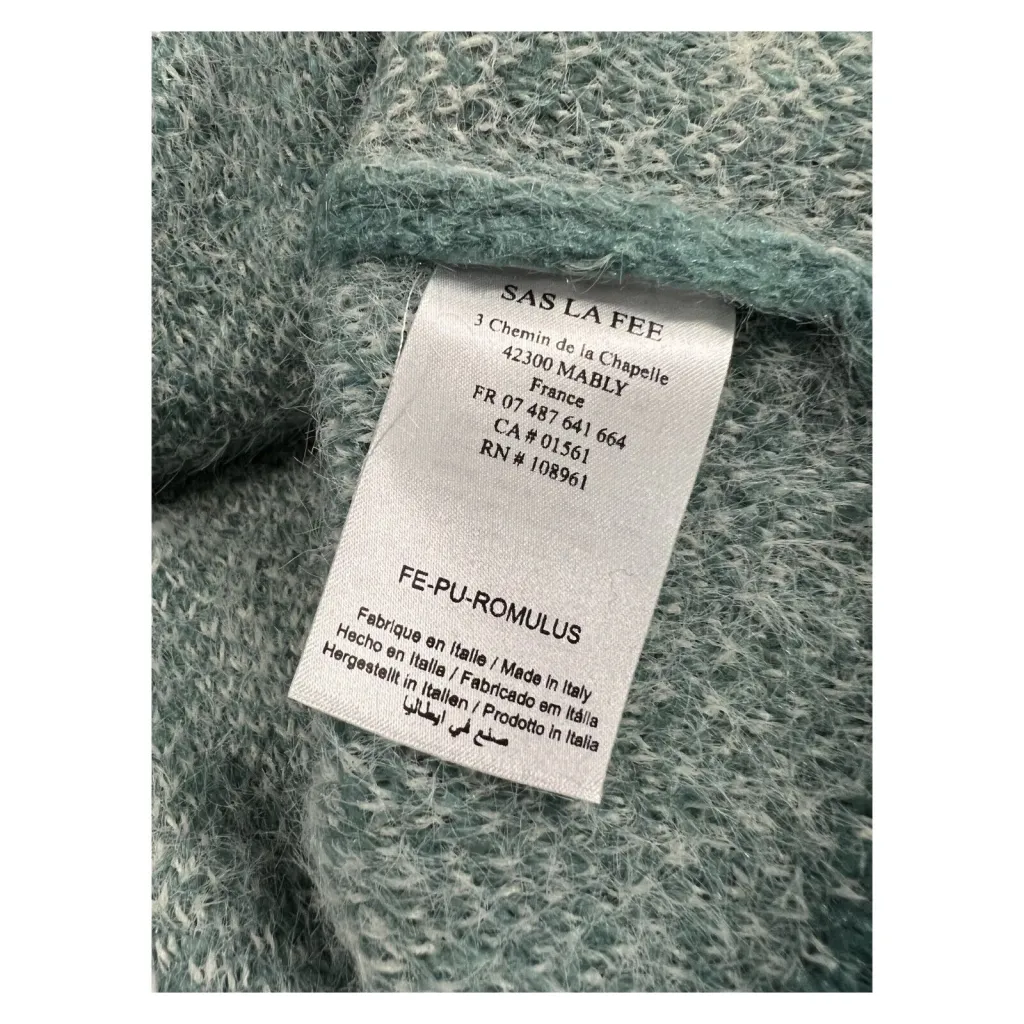 SAS LA FEE
3 Chemin de la Chapelle
42300 MABLY
France
FR 07 487 641 664
CA # 01561
RN # 108961
FE-PU-ROMULUS
Fabrique en Italie / Made in Italy
Hecho en Italia / Fabricado em Itália
Hergestellt in Italien / Prodotto in Italia
صنع في ايطاليا